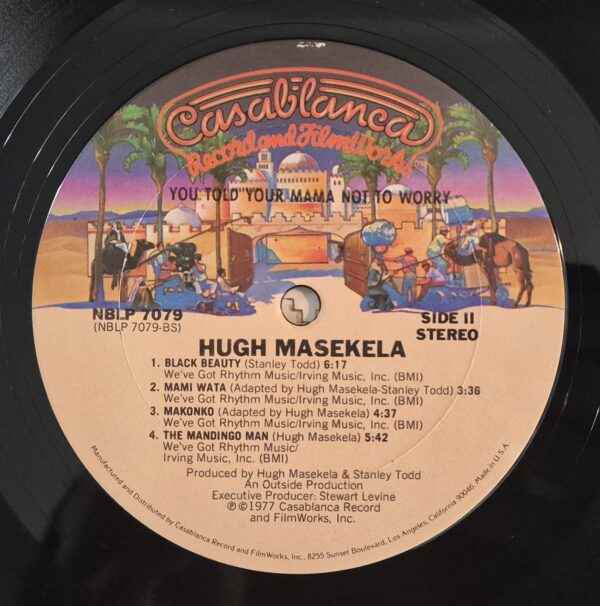 Casablanca
Record and FilmWorks
YOU TOLD YOUR MAMA NOT TO WORRY
NBLP 7079
(NBLP 7079-BS)
SIDE II
STEREO
HUGH MASEKELA
1. BLACK BEAUTY (Stanley Todd) 6:17
We've Got Rhythm Music/Irving Music, Inc. (BMI)
2. MAMI WATA (Adapted by Hugh Masekela-Stanley Todd) 3:36
We've Got Rhythm Music/Irving Music, Inc. (BMI)
3. MAKONKO (Adapted by Hugh Masekela) 4:37
We've Got Rhythm Music/Irving Music, Inc. (BMI)
4. THE MANDINGO MAN (Hugh Masekela) 5:42
We've Got Rhythm Music/
Irving Music, Inc. (BMI)
Produced by Hugh Masekela & Stanley Todd
An Outside Production
Executive Producer: Stewart Levine
℗©1977 Casablanca Record
and FilmWorks, Inc.
Manufactured and Distributed by Casablanca Record and FilmWorks, Inc., 8255 Sunset Boulevard, Los Angeles, California 90046, Made in U.S.A.